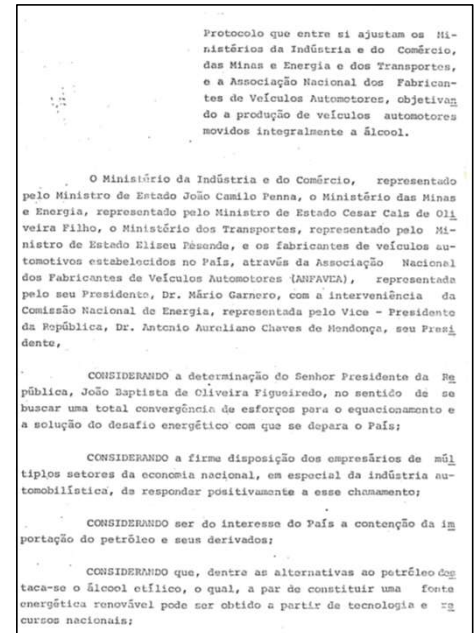 Protocolo que entre si ajustam os Mi-
nistérios da Indústria e do Comércio,
das Minas e Energia e dos Transportes,
e a Associação Nacional dos Fabrican-
tes de Veículos Automotores, objetivan
do a produção de veículos automotores
movidos integralmente a álcool.
O Ministério da Indústria e do Comércio, representado
pelo Ministro de Estado João Camilo Penna, o Ministério das Minas
e Energia, representado pelo Ministro de Estado Cesar Cals de Oli
veira Filho, o Ministério dos Transportes, representado pelo Mi-
nistro de Estado Eliseu Resende, e os fabricantes de veículos au-
tomotivos estabelecidos no País, através da Associação Nacional
dos Fabricantes de Veículos Automotores (ANFAVEA), representada
pelo seu Presidente, Dr. Mário Garnero, com a interveniência da
Comissão Nacional de Energia, representada pelo Vice - Presidente
da República, Dr. Antonio Aureliano Chaves de Mendonça, seu Presi
dente,
CONSIDERANDO a determinação do Senhor Presidente da Re
pública, João Baptista de Oliveira Figueiredo, no sentido de se
buscar uma total convergência de esforços para o equacionamento e
a solução do desafio energético com que se depara o País;
CONSIDERANDO a firme disposição dos empresários de múl
tiplos setores da economia nacional, em especial da indústria au-
tomobilística, de responder positivamente a esse chamamento;
CONSIDERANDO ser do interesse do País a contenção da im
portação do petróleo e seus derivados;
CONSIDERANDO que, dentre as alternativas ao petróleo des
taca-se o álcool etílico, o qual, a par de constituir uma fonte
energética renovável pode ser obtido a partir de tecnologia e re
cursos nacionais;